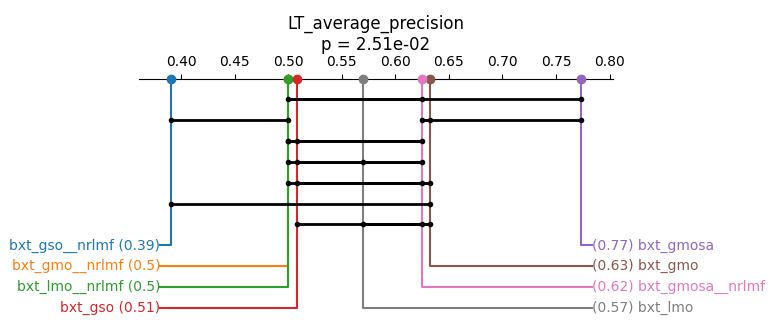 LT_average_precision
p = 2.51e-02
0.40 0.45 0.50 0.55 0.60 0.65 0.70 0.75 0.80
bxt_gso__nrlmf (0.39) (0.77) bxt_gmosa
bxt_gmo__nrlmf (0.5) (0.63) bxt_gmo
bxt_lmo__nrlmf (0.5) (0.62) bxt_gmosa__nrlmf
bxt_gso (0.51) (0.57) bxt_lmo